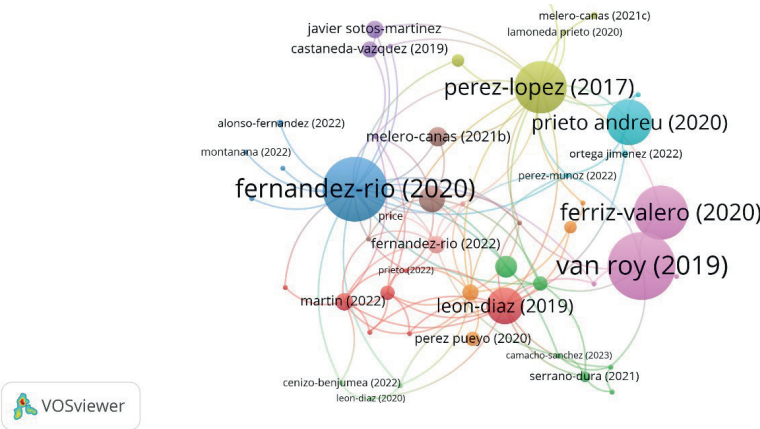 melero-canas (2021c)
javier sotos-martinez
lamoneda prieto (2020)
castaneda-vazquez (2019)
perez-lopez (2017)
alonso-fernandez (2022)
prieto andreu (2020)
melero-canas (2021b)
montanana (2022)
ortega jimenez (2022)
perez-munoz (2022)
fernandez-rio (2020)
price
ferriz-valero (2020)
fernandez-rio (2022)
van roy (2019)
prieto (2022)
martin (2022)
leon-diaz (2019)
perez pueyo (2020)
camacho-sanchez (2023)
serrano-dura (2021)
cenizo-benjumea (2022)
leon-diaz (2020)
VOSviewer